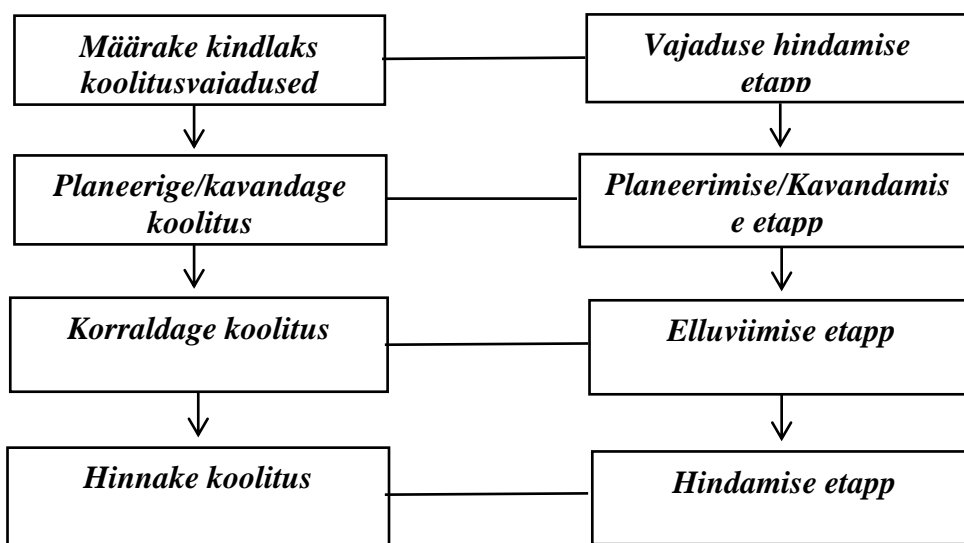 Määrake kindlaks
koolitusvajadused
Vajaduse hindamise
etapp
Planeerige/kavandage
koolitus
Planeerimise/Kavandamis
e etapp
Korraldage koolitus
Elluviimise etapp
Hinnake koolitus
Hindamise etapp